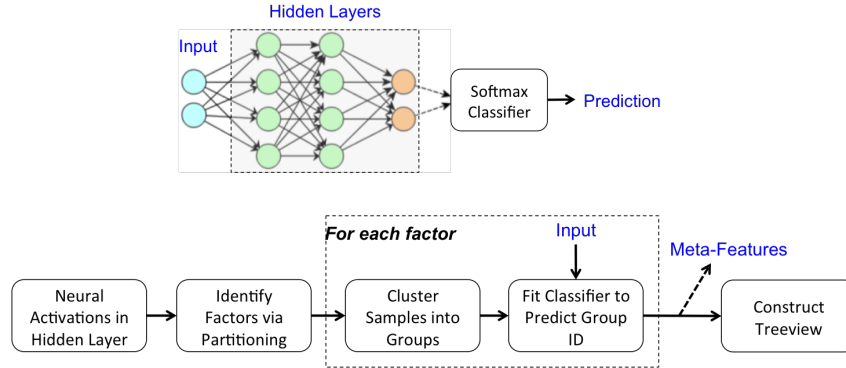 Hidden Layers
Input
Softmax
Classifier
Prediction
For each factor
Input
Meta-Features
Neural
Activations in
Hidden Layer
Identify
Factors via
Partitioning
Cluster
Samples into
Groups
Fit Classifier to
Predict Group
ID
Construct
Treeview